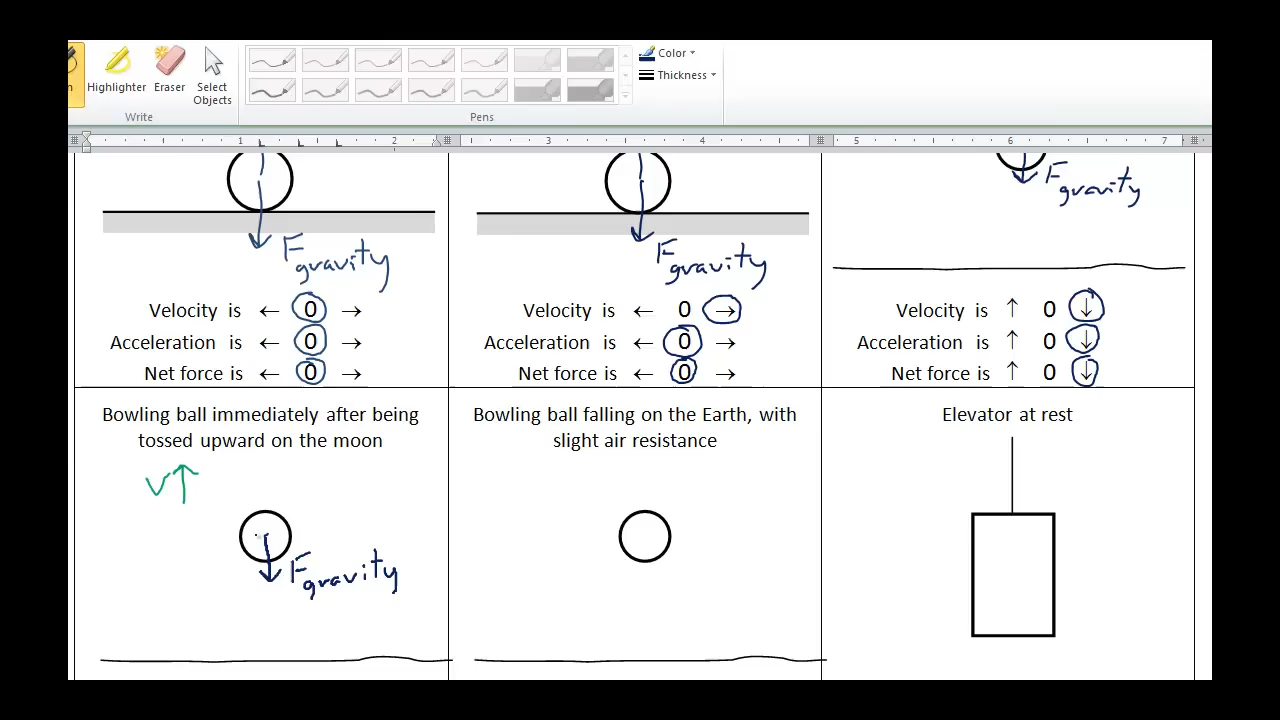 Color
Highlighter Eraser Select Objects
Thickness
Write
Pens
1 2 3 4 5 6 7
Fgravity
Velocity is ← 0 →
Acceleration is ← 0 →
Net force is ← 0 →
Fgravity
Velocity is ← 0 →
Acceleration is ← 0 →
Net force is ← 0 →
Fgravity
Velocity is ↑ 0 ↓
Acceleration is ↑ 0 ↓
Net force is ↑ 0 ↓
Bowling ball immediately after being
tossed upward on the moon
V↑
Fgravity
Bowling ball falling on the Earth, with
slight air resistance
Elevator at rest